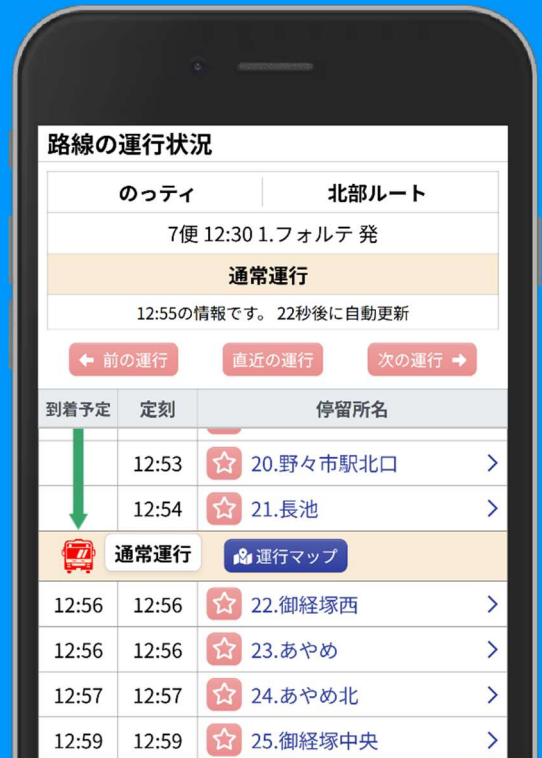 路線の運行状況
のっティ 北部ルート
7便 12:30 1.フォルテ 発
通常運行
12:55の情報です。 22秒後に自動更新
前の運行 直近の運行 次の運行
到着予定 定刻 停留所名
12:53 20.野々市駅北口
12:54 21.長池
通常運行 運行マップ
12:56 12:56 22.御経塚西
12:56 12:56 23.あやめ
12:57 12:57 24.あやめ北
12:59 12:59 25.御経塚中央